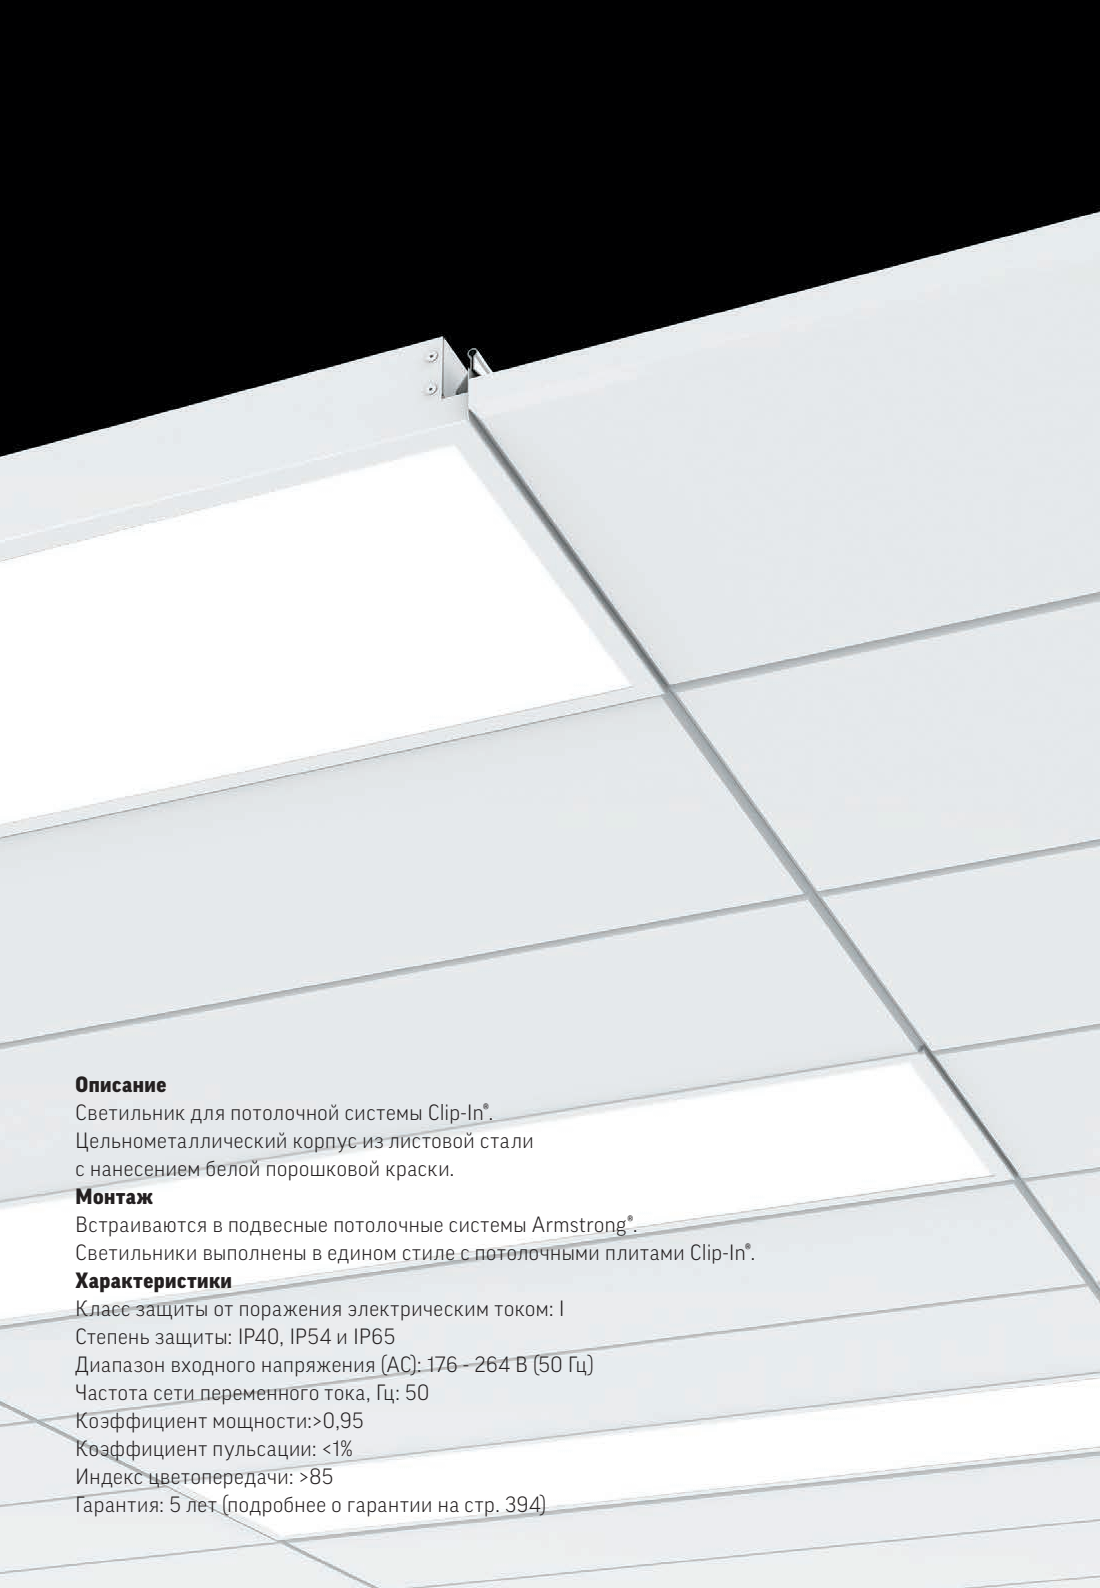 Описание
Светильник для потолочной системы Clip-In®.
Цельнометаллический корпус из листовой стали
с нанесением белой порошковой краски.
Монтаж
Встраиваются в подвесные потолочные системы Armstrong®.
Светильники выполнены в едином стиле с потолочными плитами Clip-In®.
Характеристики
Класс защиты от поражения электрическим током: I
Степень защиты: IP40, IP54 и IP65
Диапазон входного напряжения (AC): 176 - 264 В (50 Гц)
Частота сети переменного тока, Гц: 50
Коэффициент мощности:>0,95
Коэффициент пульсации: <1%
Индекс цветопередачи: >85
Гарантия: 5 лет (подробнее о гарантии на стр. 394)